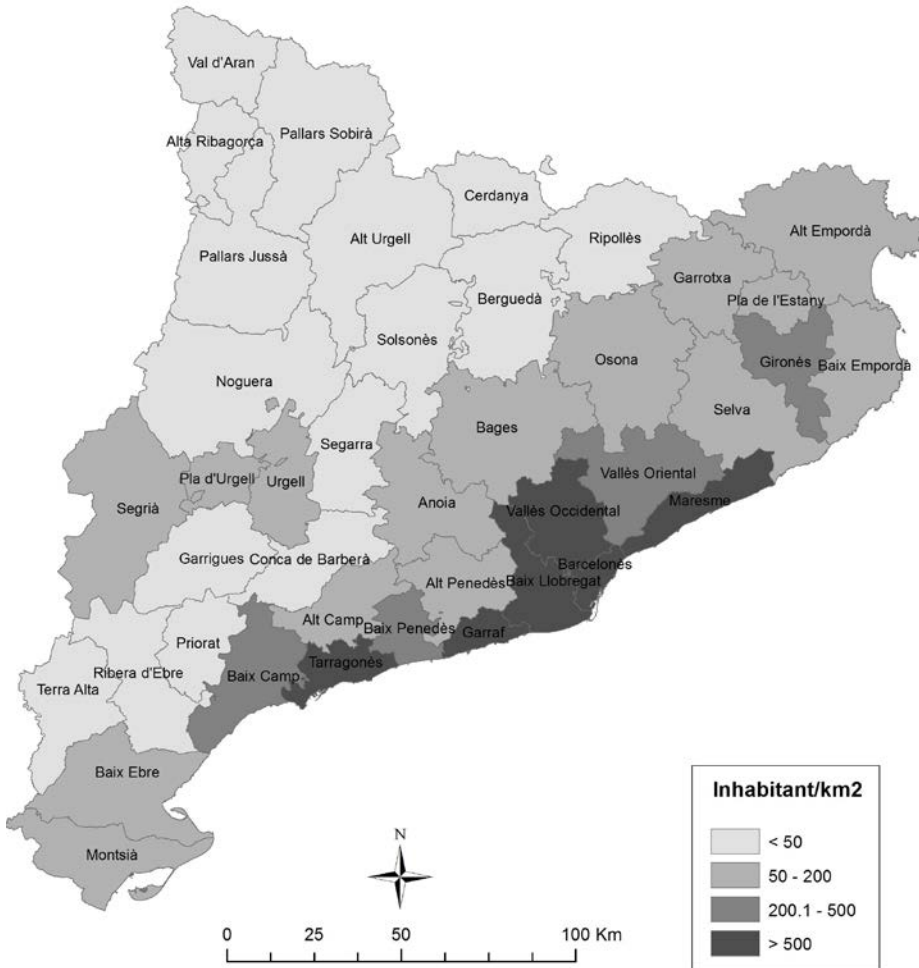 Val d'Aran
Alta Ribagorça
Pallars Sobirà
Cerdanya
Ripollès
Alt Empordà
Alt Urgell
Pallars Jussà
Garrotxa
Berguedà
Pla de l'Estany
Solsonès
Osona
Gironès
Baix Empordà
Noguera
Selva
Bages
Segarra
Pla d'Urgell
Urgell
Vallès Oriental
Segrià
Anoia
Vallès Occidental
Maresme
Garrigues
Conca de Barberà
Barcelonès
Alt Penedès
Baix Llobregat
Alt Camp
Baix Penedès
Garraf
Priorat
Tarragonès
Ribera d'Ebre
Baix Camp
Terra Alta
Baix Ebre
Montsià
Inhabitant/km2
< 50
50 - 200
200.1 - 500
> 500
N
0 25 50 100 Km